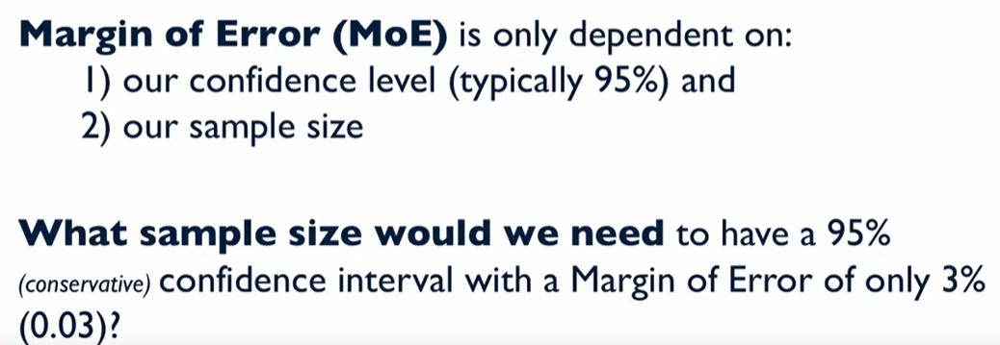 Margin of Error (MoE) is only dependent on:
1) our confidence level (typically 95%) and
2) our sample size
What sample size would we need to have a 95%
(conservative) confidence interval with a Margin of Error of only 3%
(0.03)?